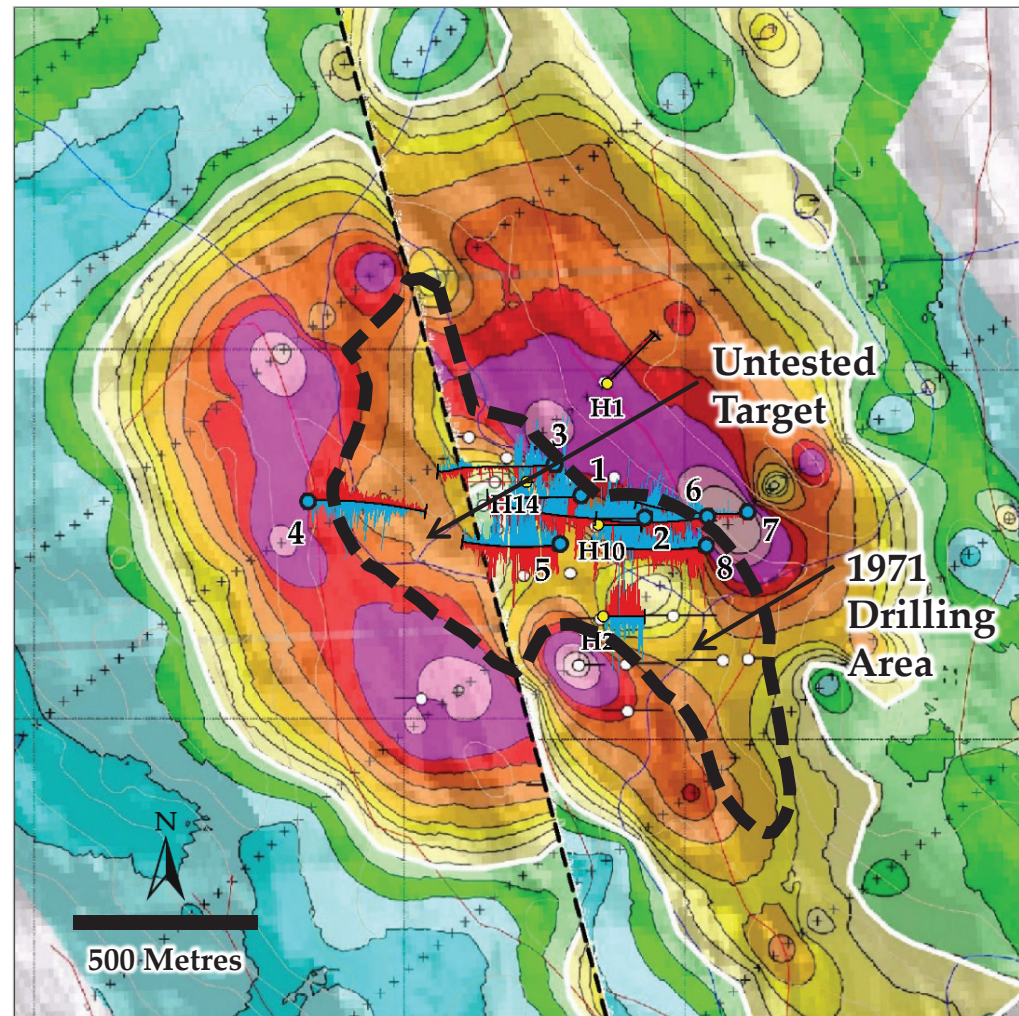 Untested
Target
H1
3
1
6
H14
4
7
2
H10
5
8
1971
Drilling
Area
H2
N
500 Metres